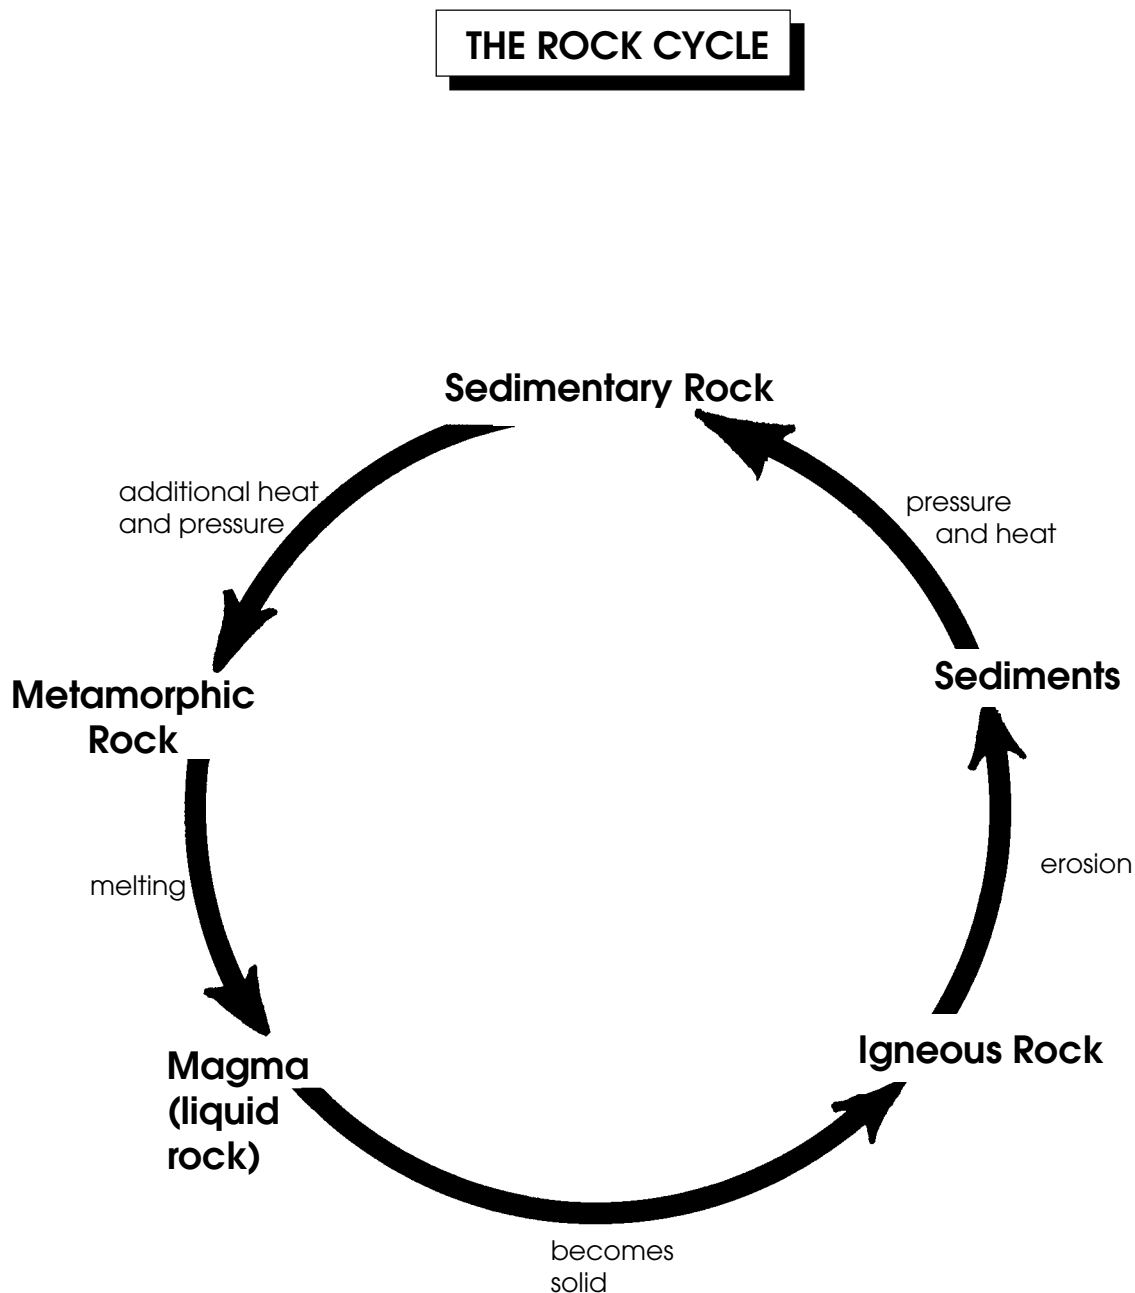 THE ROCK CYCLE
Sedimentary Rock
additional heat
and pressure
pressure
and heat
Metamorphic
Rock
Sediments
melting
erosion
Magma
(liquid
rock)
Igneous Rock
becomes
solid